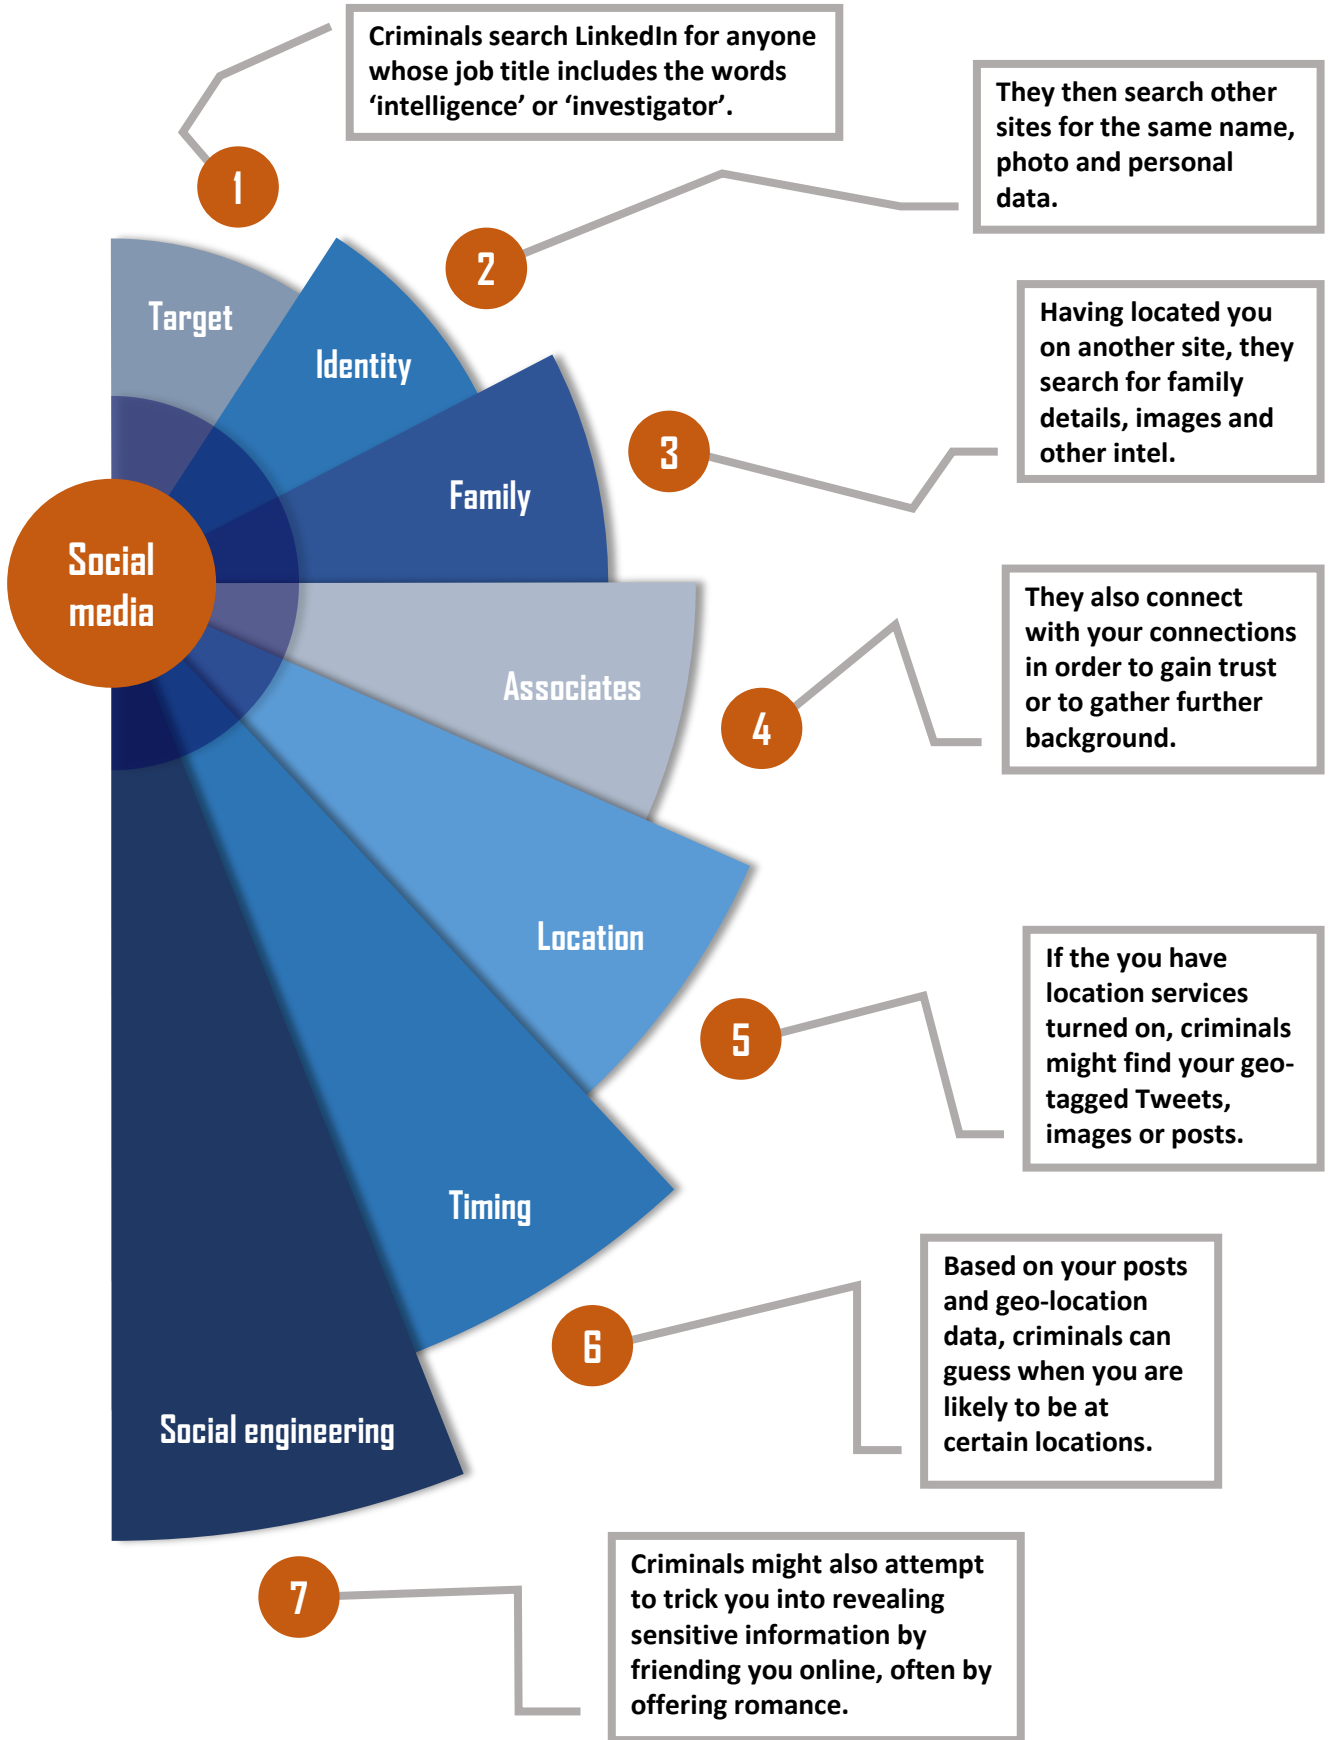 Criminals search LinkedIn for anyone
whose job title includes the words
‘intelligence’ or ‘investigator’.
1
They then search other
sites for the same name,
photo and personal
data.
2
Target
Identity
Having located you
on another site, they
search for family
details, images and
other intel.
3
Family
Social
media
They also connect
with your connections
in order to gain trust
or to gather further
background.
4
Associates
Location
If the you have
location services
turned on, criminals
might find your geo-
tagged Tweets,
images or posts.
5
Timing
Based on your posts
and geo-location
data, criminals can
guess when you are
likely to be at
certain locations.
6
Social engineering
7
Criminals might also attempt
to trick you into revealing
sensitive information by
friending you online, often by
offering romance.